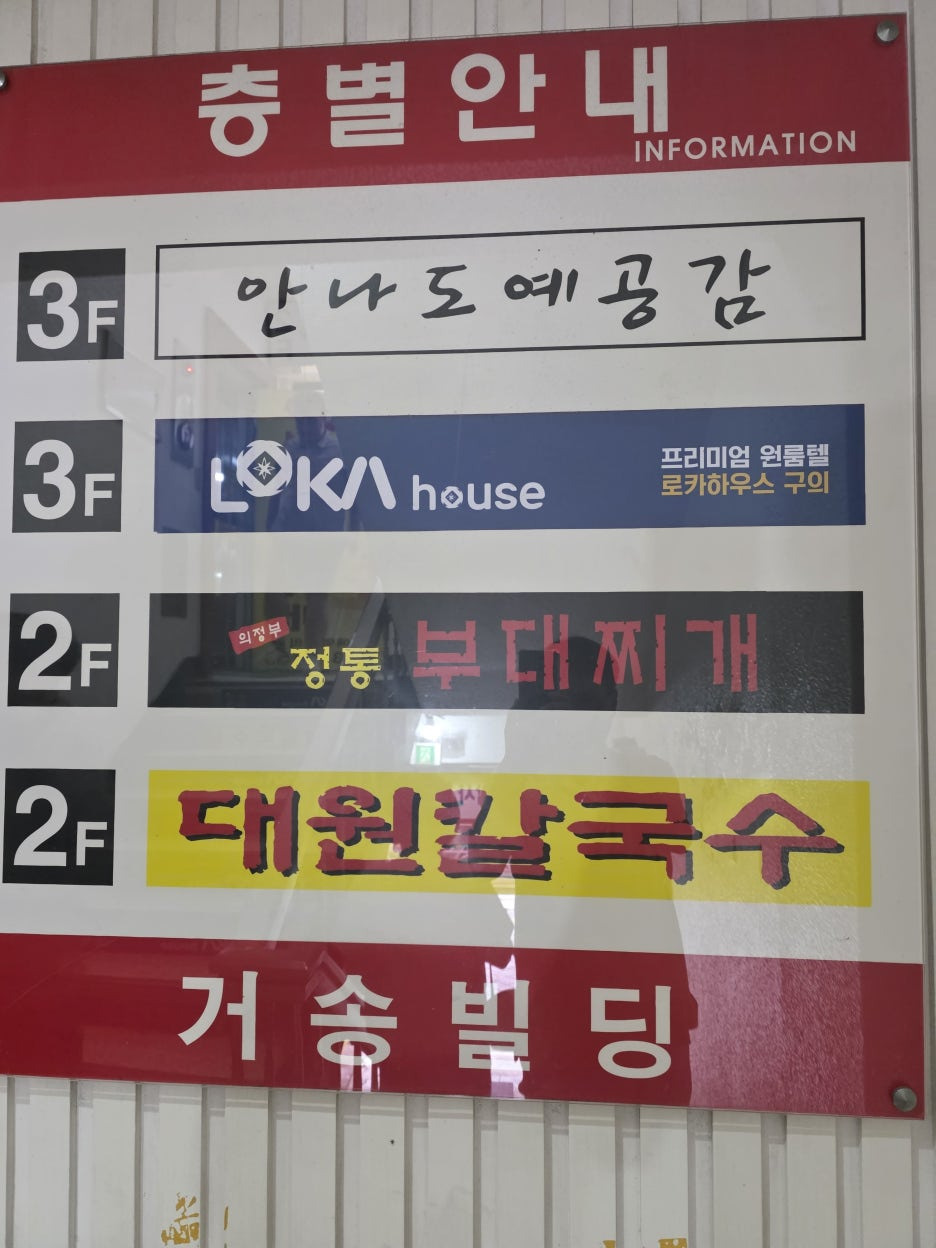 층별안내
INFORMATION
3F
안나도예공감
3F
LOKA house
프리미엄 원룸텔
로카하우스 구의
2F
의정부
정통 부대찌개
2F
대원칼국수
거송빌딩